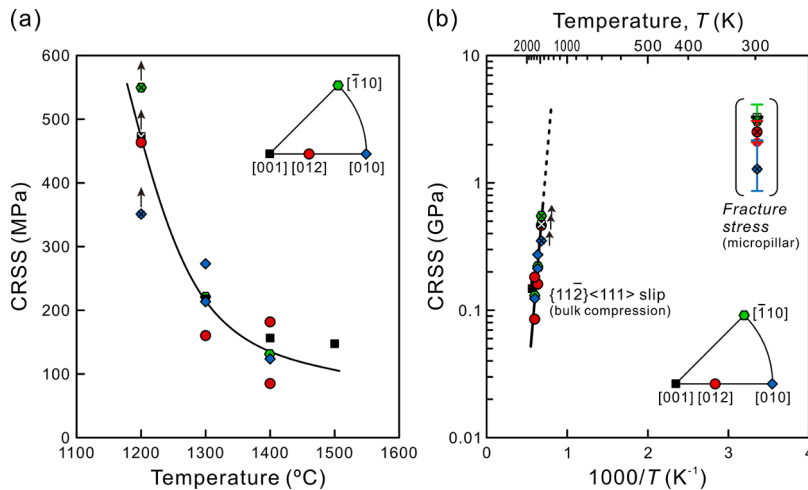 (a)
CRSS (MPa)
600
500
400
300
200
100
0
1100
1200
1300
1400
1500
1600
Temperature (ºC)
[1̄10]
[001]
[012]
[010]
(b)
Temperature, T (K)
2000
1000
500
400
300
CRSS (GPa)
10
1
0.1
0.01
0
1
2
3
4
1000/T (K⁻¹)
Fracture
stress
(micropillar)
{112̄}<111> slip
(bulk compression)
[1̄10]
[001]
[012]
[010]